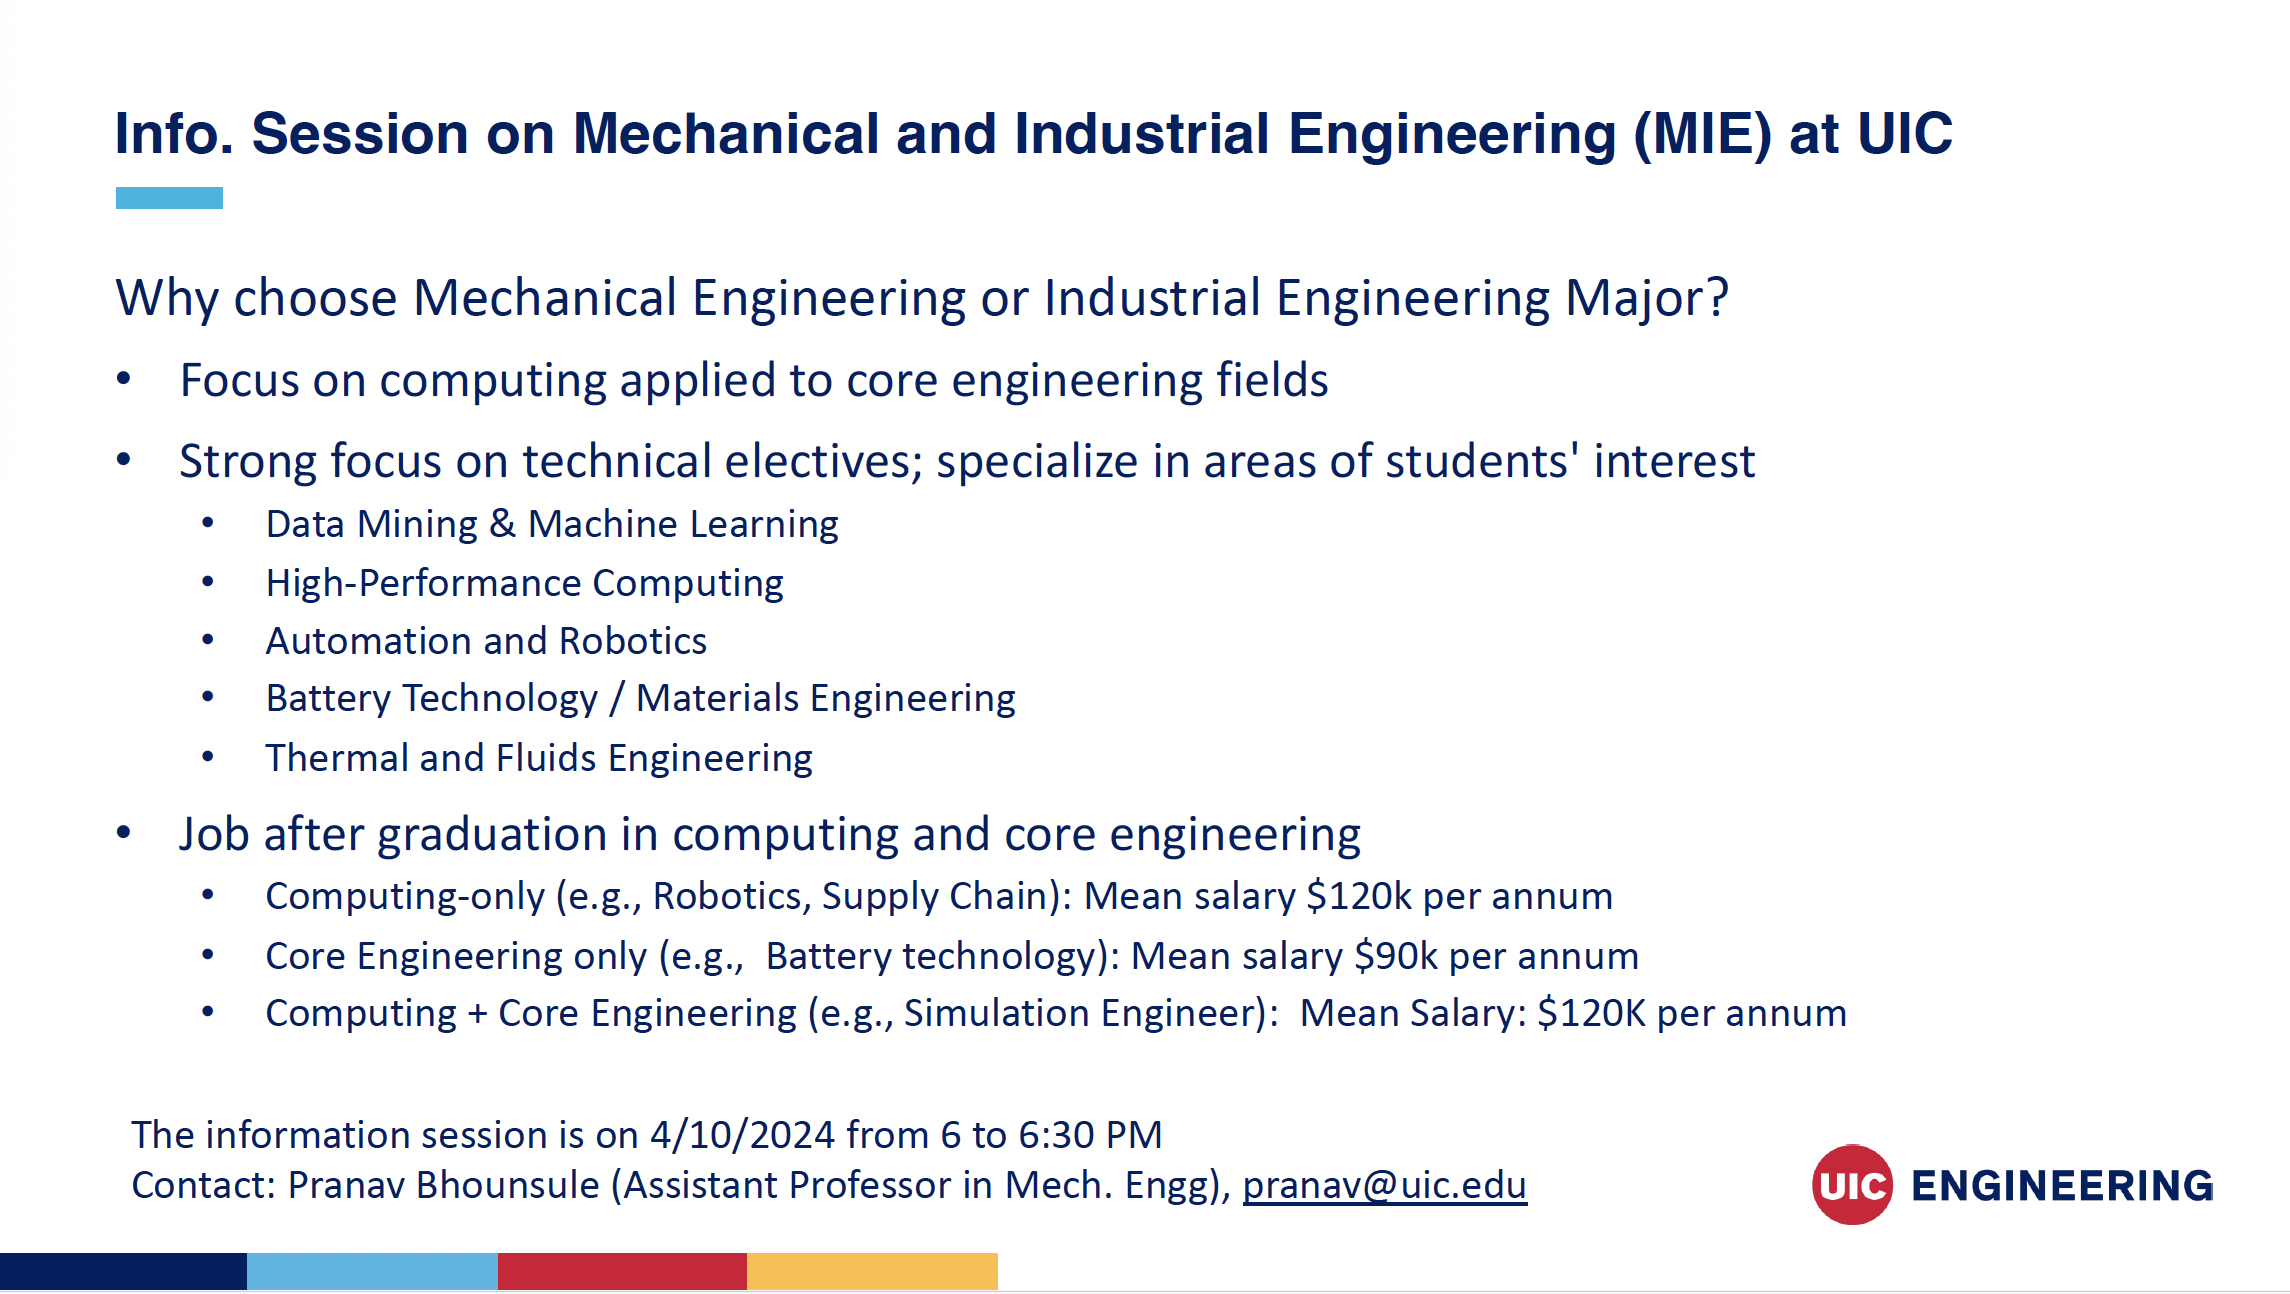 Info. Session on Mechanical and Industrial Engineering (MIE) at UIC
Why choose Mechanical Engineering or Industrial Engineering Major?
• Focus on computing applied to core engineering fields
• Strong focus on technical electives; specialize in areas of students' interest
• Data Mining & Machine Learning
• High-Performance Computing
• Automation and Robotics
• Battery Technology / Materials Engineering
• Thermal and Fluids Engineering
• Job after graduation in computing and core engineering
• Computing-only (e.g., Robotics, Supply Chain): Mean salary $120k per annum
• Core Engineering only (e.g.,  Battery technology): Mean salary $90k per annum
• Computing + Core Engineering (e.g., Simulation Engineer):  Mean Salary: $120K per annum
The information session is on 4/10/2024 from 6 to 6:30 PM
Contact: Pranav Bhounsule (Assistant Professor in Mech. Engg), pranav@uic.edu
UIC ENGINEERING